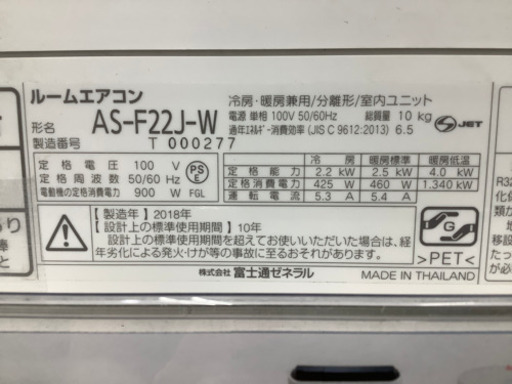 ルームエアコン
形名 AS-F22J-W
製造番号 T 000277
冷房・暖房兼用/分離形/室内ユニット
電源 単相 100V 50/60Hz 総質量 10kg
通年エネルギー消費効率 (JIS C 9612:2013) 6.5
JET
定格電圧 100 V
定格周波数 50/60 Hz
電動機の定格消費電力 900 W
PSE
FGL
冷房 暖房標準 暖房低温
定格能力 2.2 kW 2.5 kW 4.0 kW
定格消費電力 425 W 460 W 1,340 kW
運転電流 5.3 A 5.4 A
【 製造年 】 2018年
【 設計上の標準使用期間 】 10年
設計上の標準使用期間を超えてお使いいただいた場合は、経
年劣化による発火・けが等の事故に至るおそれがあります。
株式会社 富士通ゼネラル
MADE IN THAILAND
>PET<